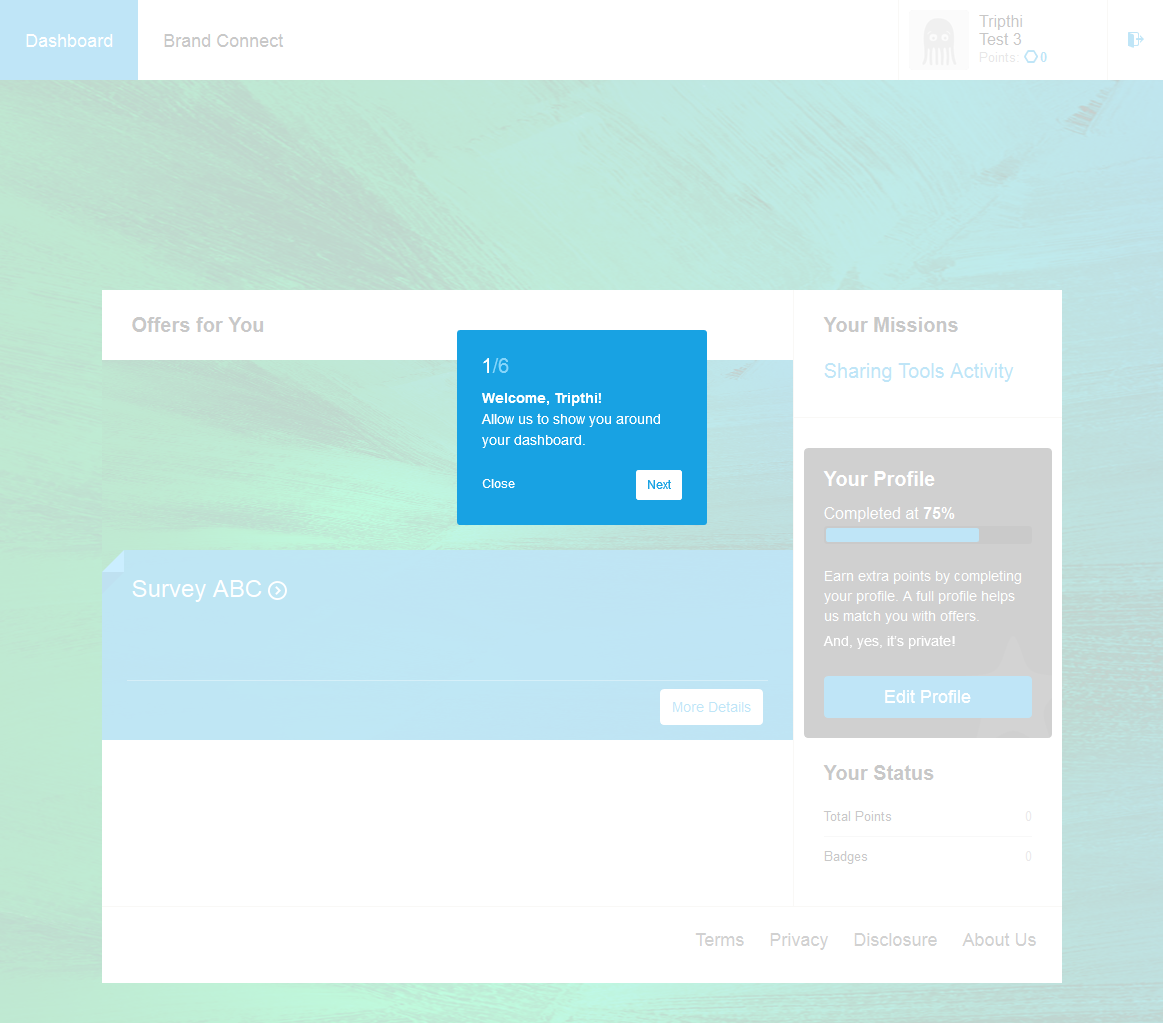 Dashboard
Brand Connect
Tripthi
Test 3
Points: 0
Offers for You
1/6
Welcome, Tripthi!
Allow us to show you around
your dashboard.
Close
Next
Survey ABC
More Details
Your Missions
Sharing Tools Activity
Your Profile
Completed at 75%
Earn extra points by completing
your profile. A full profile helps
us match you with offers.
And, yes, it's private!
Edit Profile
Your Status
Total Points 0
Badges 0
Terms Privacy Disclosure About Us